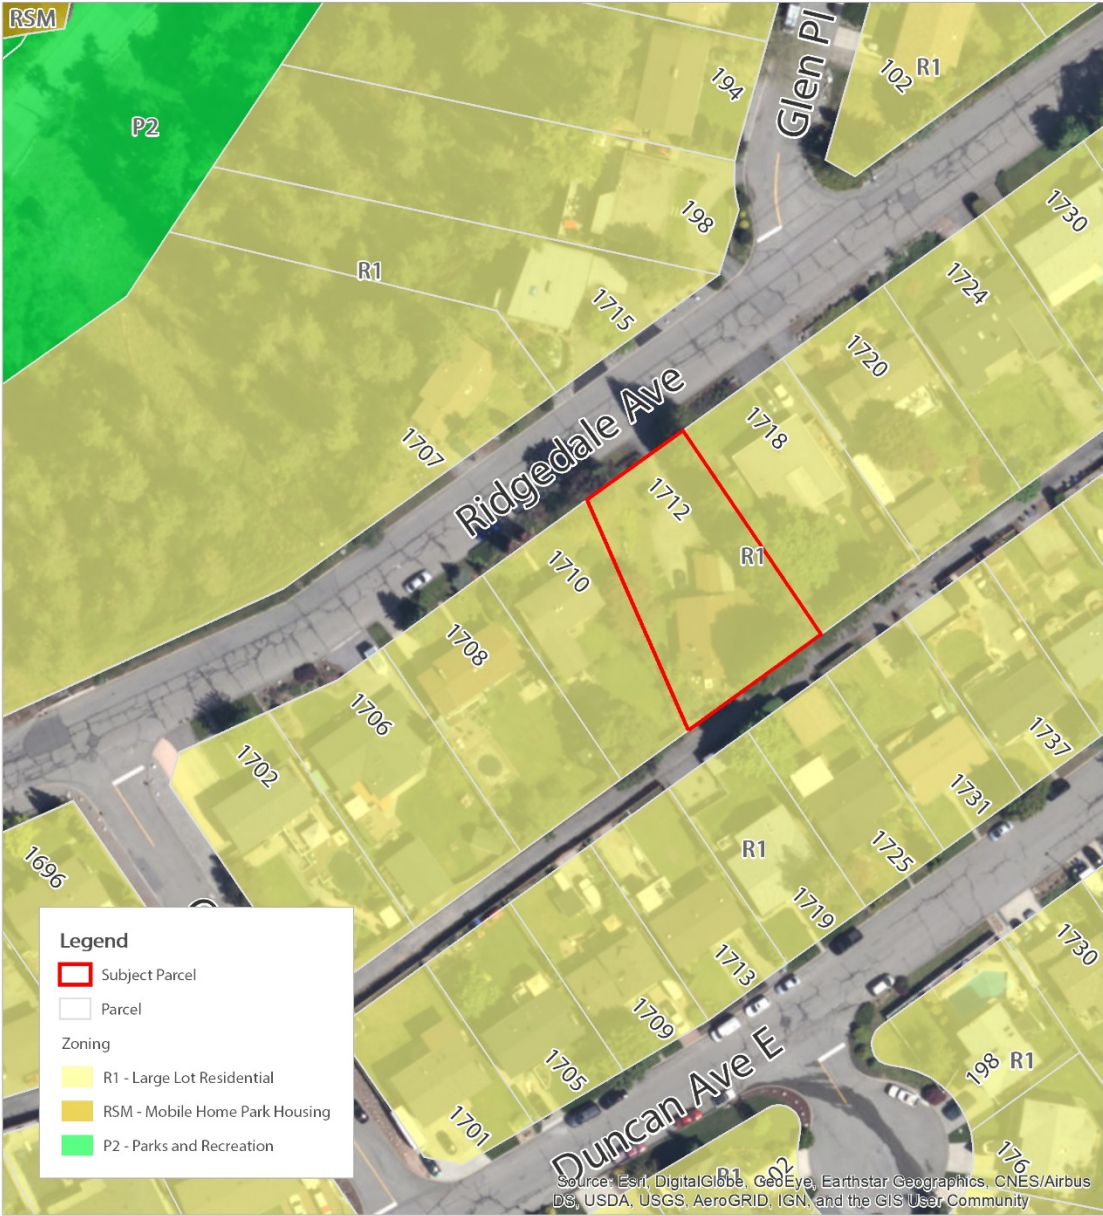 RSM
P2
194
Glen Pl
102
R1
198
1730
R1
1715
1724
1720
1707
Ridgedale Ave
1718
1712
R1
1710
1708
1706
1702
1737
1731
R1
1725
1696
1719
1713
1730
1709
198
R1
1705
Duncan Ave E
1701
176
R1
Legend
Subject Parcel
Parcel
Zoning
R1 - Large Lot Residential
RSM - Mobile Home Park Housing
P2 - Parks and Recreation
Source: Esri, DigitalGlobe, GeoEye, Earthstar Geographics, CNES/Airbus
DS, USDA, USGS, AeroGRID, IGN, and the GIS User Community